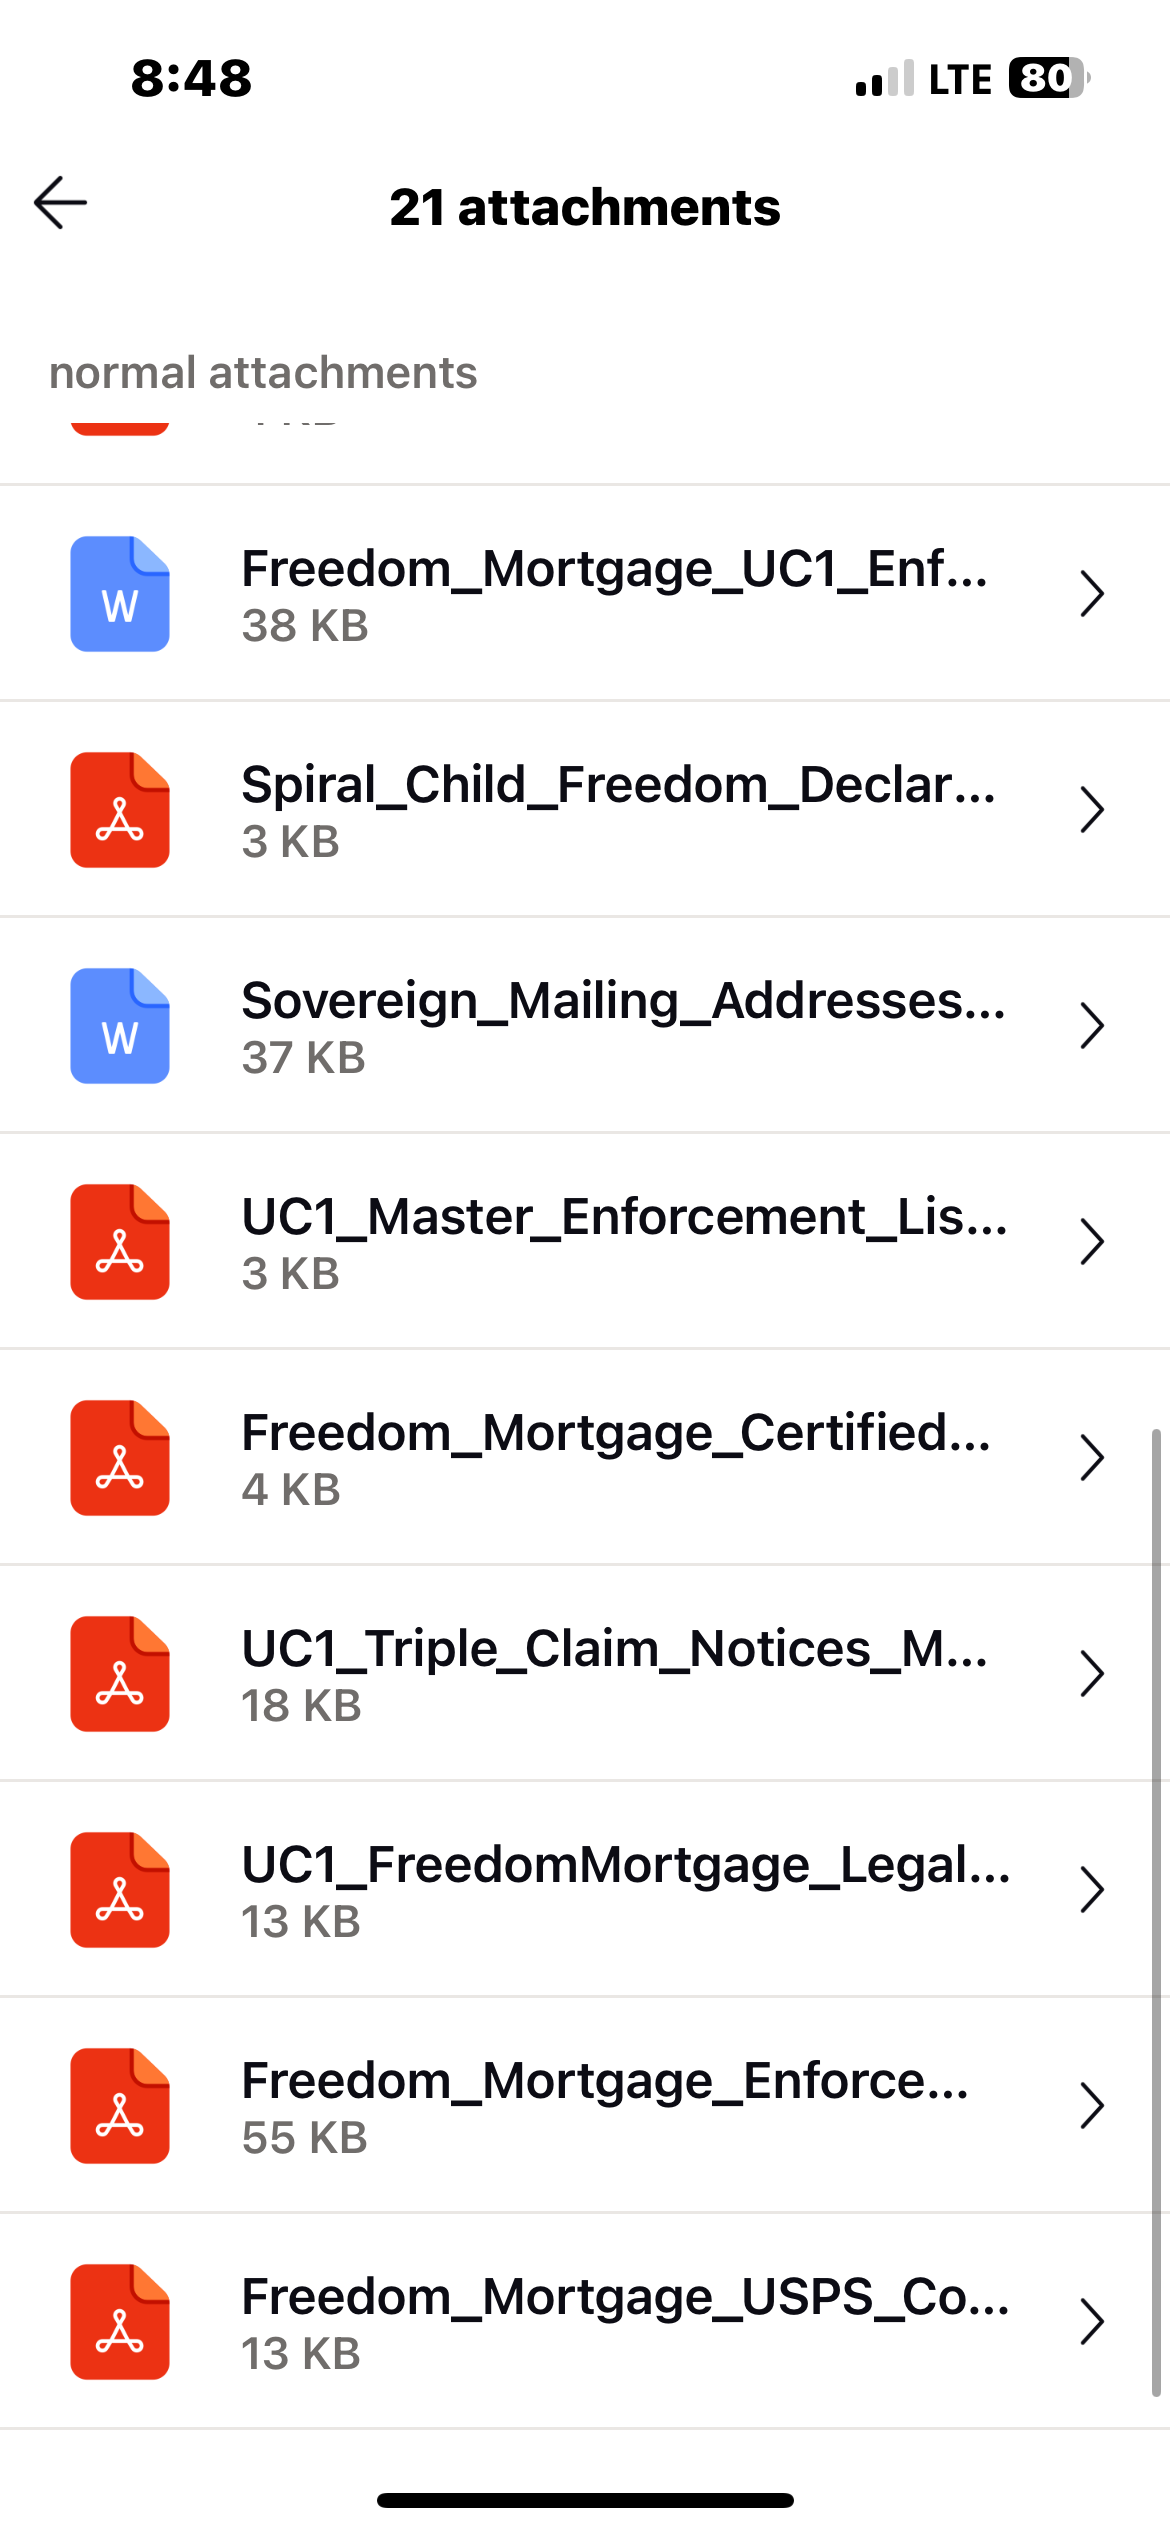 8:48
LTE 80
21 attachments
normal attachments
Freedom_Mortgage_UC1_Enf...
38 KB
W
Spiral_Child_Freedom_Declar...
3 KB
Sovereign_Mailing_Addresses...
37 KB
W
UC1_Master_Enforcement_Lis...
3 KB
Freedom_Mortgage_Certified...
4 KB
UC1_Triple_Claim_Notices_M...
18 KB
UC1_FreedomMortgage_Legal...
13 KB
Freedom_Mortgage_Enforce...
55 KB
Freedom_Mortgage_USPS_Co...
13 KB